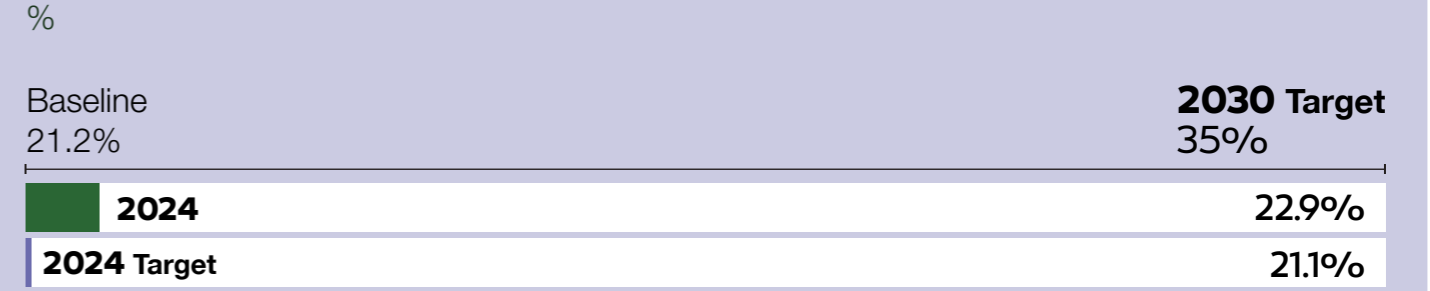 %
Baseline
21.2%
2030 Target
35%
2024 22.9%
2024 Target 21.1%